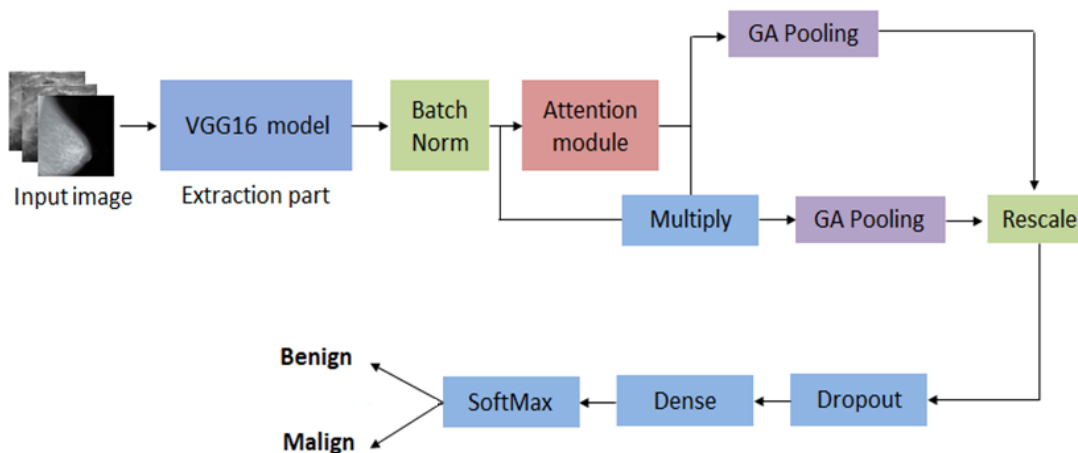 GA Pooling
VGG16 model
Batch
Norm
Attention
module
Input image
Extraction part
Multiply
GA Pooling
Rescale
Benign
SoftMax
Dense
Dropout
Malign